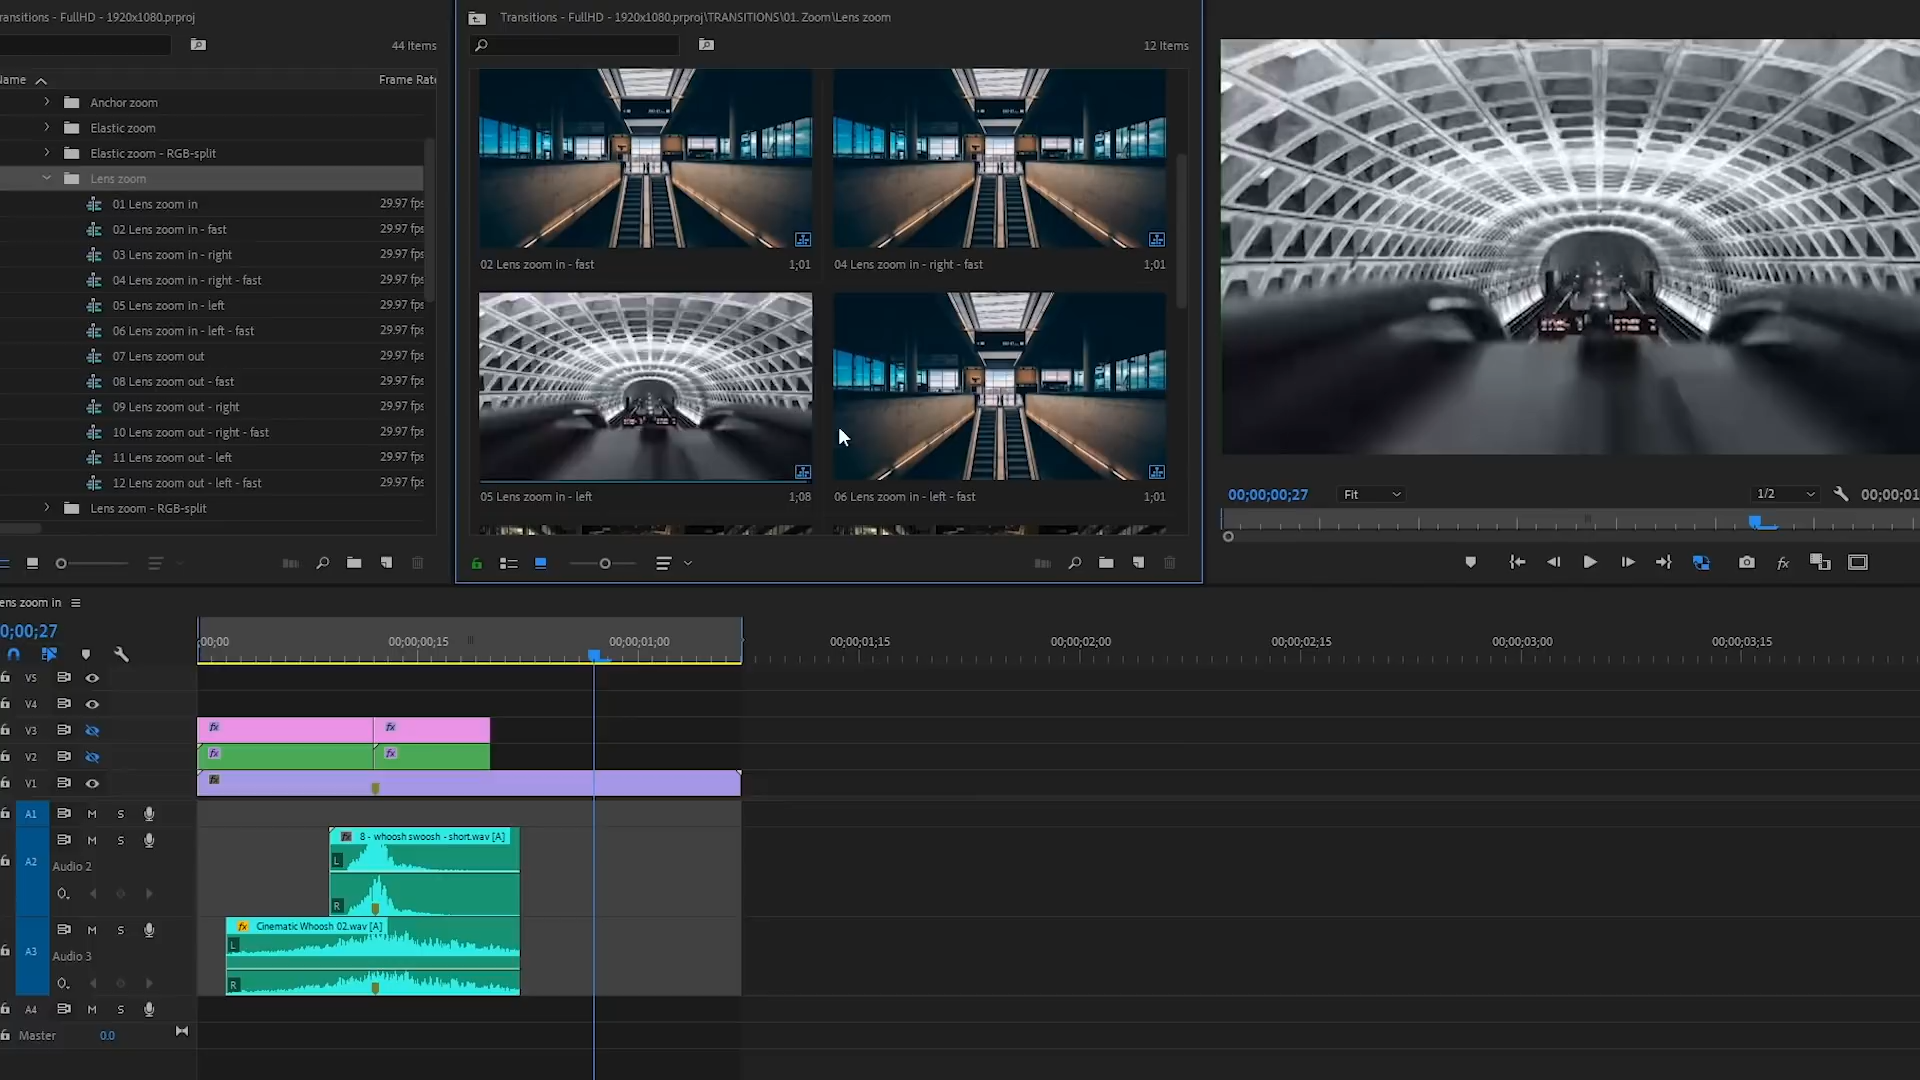 ransitions - FullHD - 1920x1080.prproj
44 Items
Name
Frame Rate
Anchor zoom
Elastic zoom
Elastic zoom - RGB-split
Lens zoom
01 Lens zoom in 29.97 fps
02 Lens zoom in - fast 29.97 fps
03 Lens zoom in - right 29.97 fps
04 Lens zoom in - right - fast 29.97 fps
05 Lens zoom in - left 29.97 fps
06 Lens zoom in - left - fast 29.97 fps
07 Lens zoom out 29.97 fps
08 Lens zoom out - fast 29.97 fps
09 Lens zoom out - right 29.97 fps
10 Lens zoom out - right - fast 29.97 fps
11 Lens zoom out - left 29.97 fps
12 Lens zoom out - left - fast 29.97 fps
Lens zoom - RGB-split
Transitions - FullHD - 1920x1080.prproj\TRANSITIONS\01. Zoom\Lens zoom
12 Items
02 Lens zoom in - fast 1;01
04 Lens zoom in - right - fast 1;01
05 Lens zoom in - left 1;08
06 Lens zoom in - left - fast 1;01
00;00;00;27
Fit
1/2
00;00;01
fx
ens zoom in
0;00;27
;00;00
00;00;00;15
00;00;01;00
00;00;01;15
00;00;02;00
00;00;02;15
00;00;03;00
00;00;03;15
V5
V4
V3
fx
fx
V2
fx
fx
V1
fx
A1 M S
M S
A2
Audio 2
fx 8 - whoosh swoosh - short.wav [A]
L
R
M S
A3
Audio 3
fx Cinematic Whoosh 02.wav [A]
L
R
A4 M S
Master 0.0